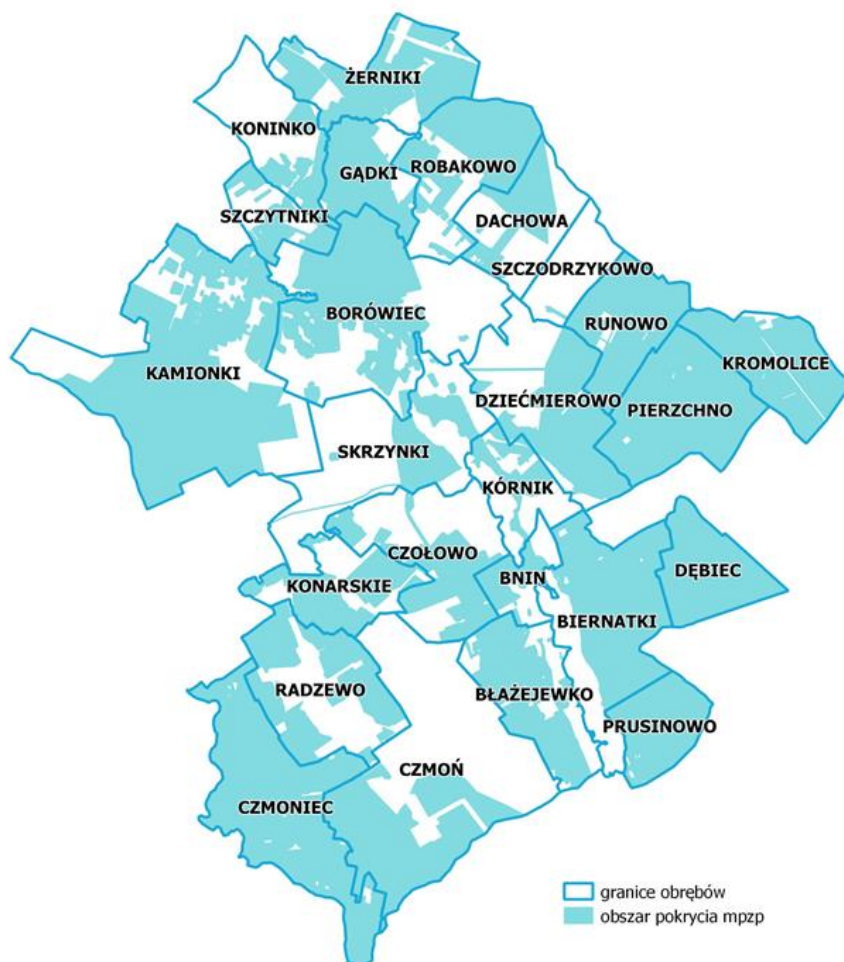 ŻERNIKI
KONINKO
GĄDKI
ROBAKOWO
SZCZYTNIKI
DACHOWA
SZCZODRZYKOWO
BORÓWIEC
RUNOWO
KROMOLICE
KAMIONKI
DZIEĆMIEROWO
PIERZCHNO
SKRZYNKI
KÓRNIK
CZOŁOWO
DĘBIEC
BNIN
KONARSKIE
BIERNATKI
RADZEWO
BŁAŻEJEWKO
PRUSINOWO
CZMOŃ
CZMONIEC
granice obrębów
obszar pokrycia mpzp